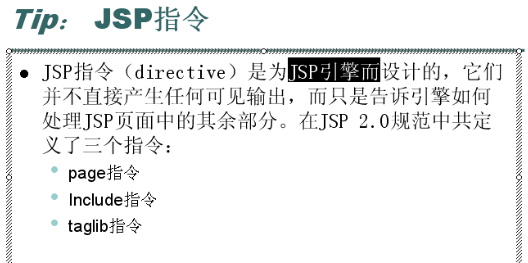 Tip： JSP指令
JSP指令（directive）是为JSP引擎而设计的，它们
并不直接产生任何可见输出，而只是告诉引擎如何
处理JSP页面中的其余部分。在JSP 2.0规范中共定
义了三个指令：
page指令
Include指令
taglib指令